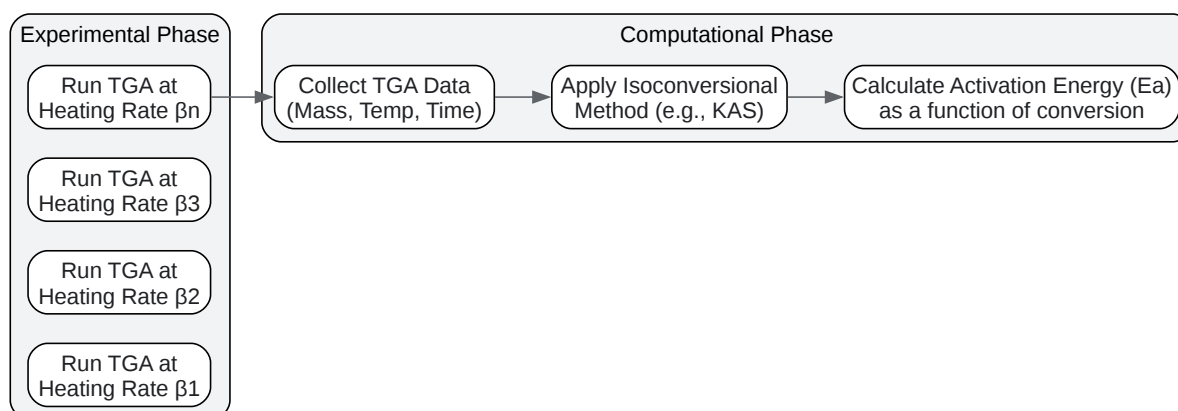 Experimental Phase
Run TGA at
Heating Rate βn
Run TGA at
Heating Rate β3
Run TGA at
Heating Rate β2
Run TGA at
Heating Rate β1
Computational Phase
Collect TGA Data
(Mass, Temp, Time)
Apply Isoconversional
Method (e.g., KAS)
Calculate Activation Energy (Ea)
as a function of conversion